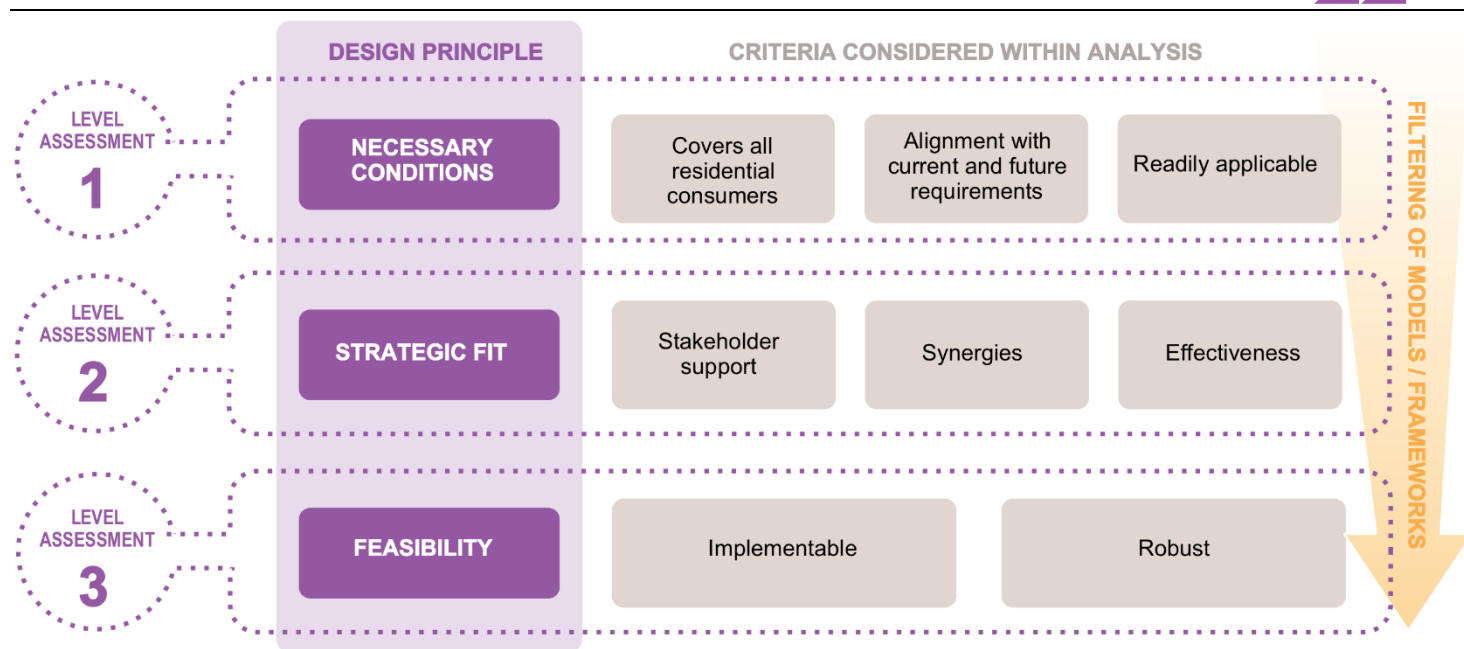 DESIGN PRINCIPLE
CRITERIA CONSIDERED WITHIN ANALYSIS
LEVEL
ASSESSMENT
1
NECESSARY
CONDITIONS
Covers all
residential
consumers
Alignment with
current and future
requirements
Readily applicable
LEVEL
ASSESSMENT
2
STRATEGIC FIT
Stakeholder
support
Synergies
Effectiveness
LEVEL
ASSESSMENT
3
FEASIBILITY
Implementable
Robust
FILTERING OF MODELS / FRAMEWORKS